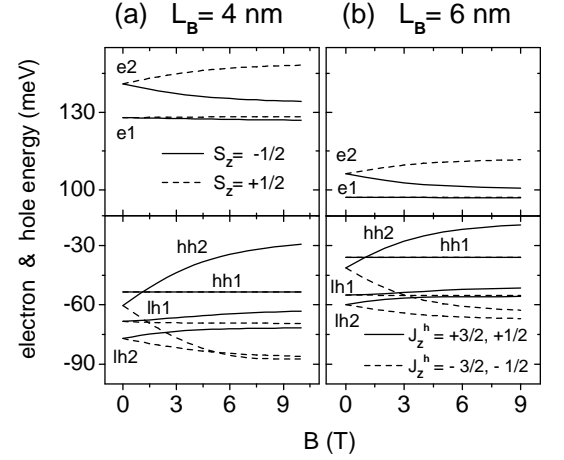 (a) L_B = 4 nm (b) L_B = 6 nm
electron & hole energy (meV)
130
100
-30
-60
-90
e2
e1
S_z= -1/2
S_z= +1/2
hh2
hh1
lh1
lh2
e2
e1
hh2
hh1
lh1
lh2
J_z^h = +3/2, +1/2
J_z^h = - 3/2, - 1/2
0 3 6 9 0 3 6 9
B (T)